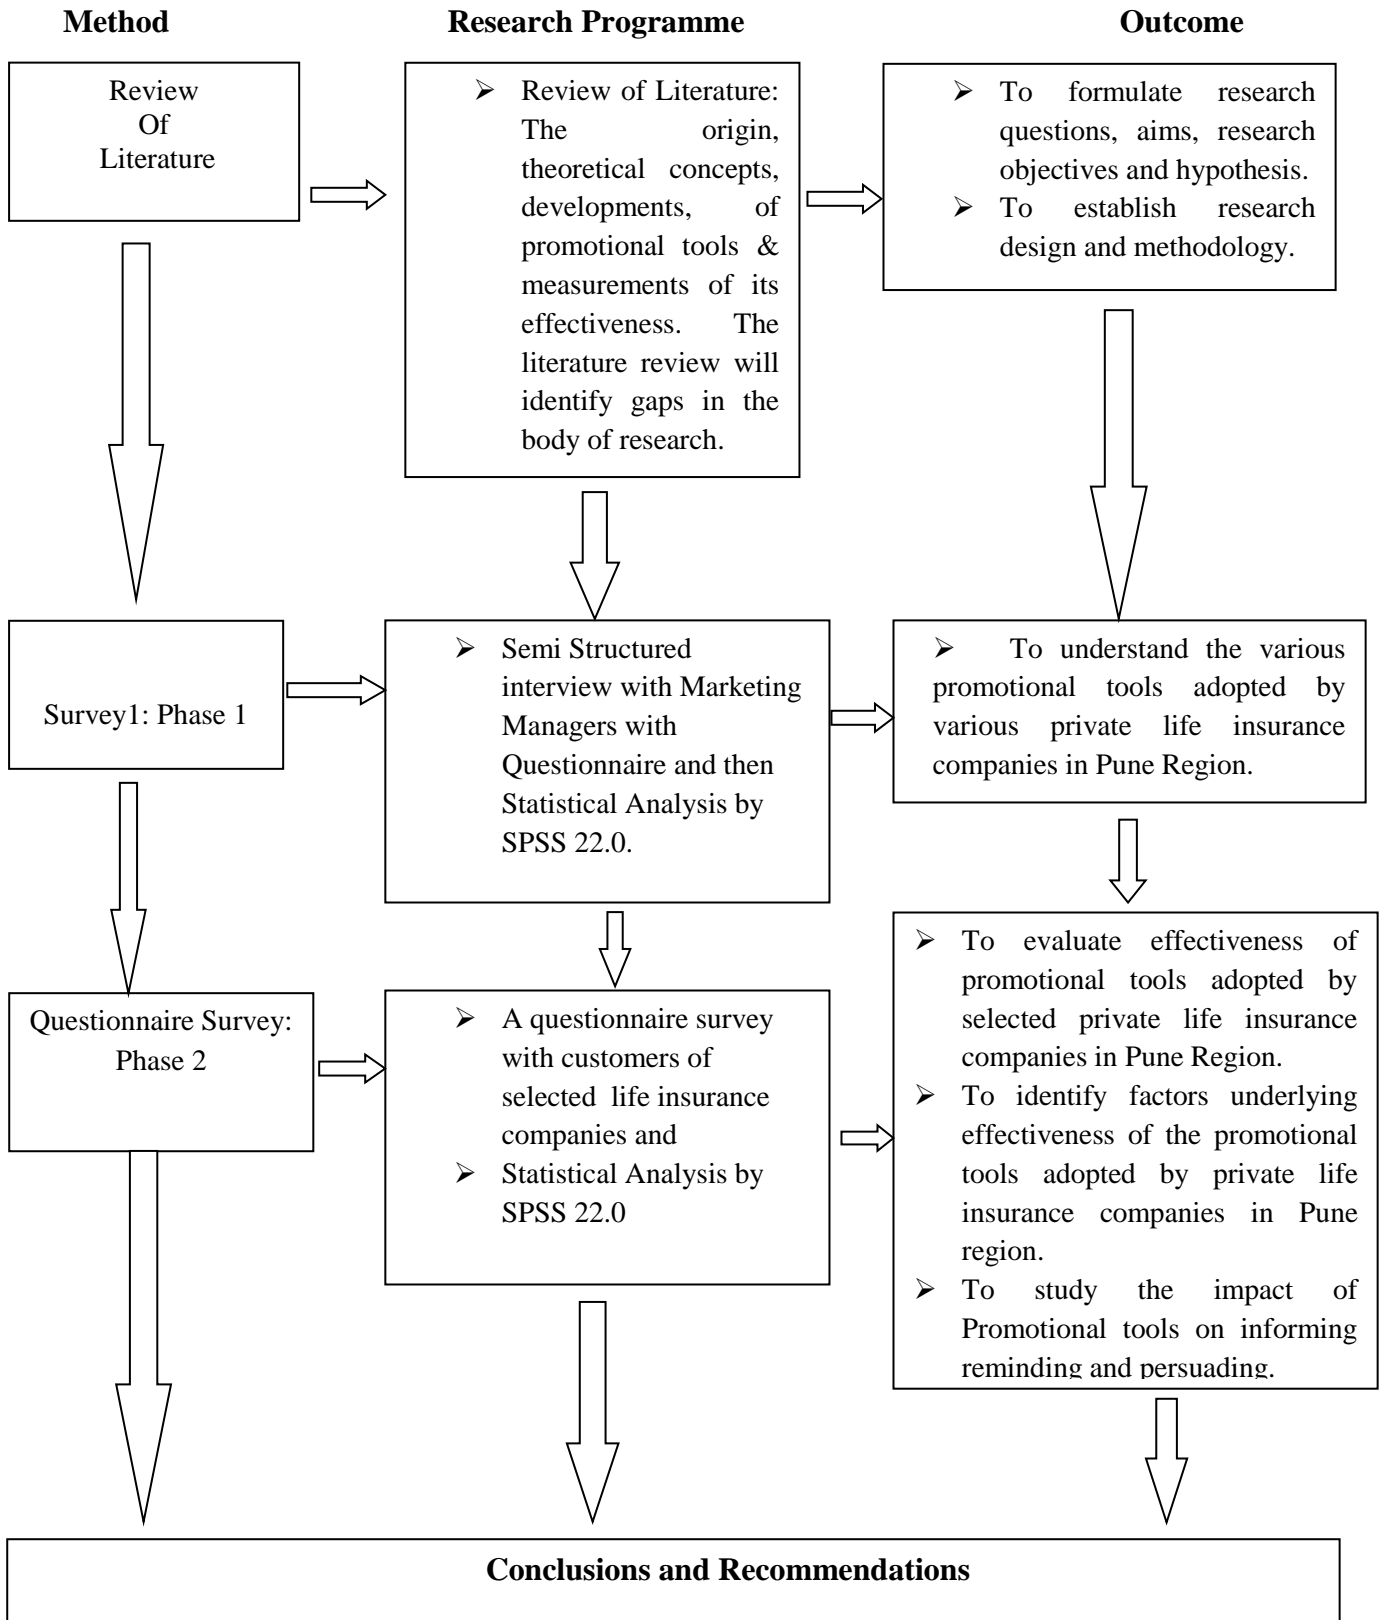 Method
Research Programme
Outcome
Review
Of
Literature
➢ Review of Literature:
The origin,
theoretical concepts,
developments, of
promotional tools &
measurements of its
effectiveness. The
literature review will
identify gaps in the
body of research.
➢ To formulate research
questions, aims, research
objectives and hypothesis.
➢ To establish research
design and methodology.
Survey1: Phase 1
➢ Semi Structured
interview with Marketing
Managers with
Questionnaire and then
Statistical Analysis by
SPSS 22.0.
➢ To understand the various
promotional tools adopted by
various private life insurance
companies in Pune Region.
Questionnaire Survey:
Phase 2
➢ A questionnaire survey
with customers of
selected life insurance
companies and
➢ Statistical Analysis by
SPSS 22.0
➢ To evaluate effectiveness of
promotional tools adopted by
selected private life insurance
companies in Pune Region.
➢ To identify factors underlying
effectiveness of the promotional
tools adopted by private life
insurance companies in Pune
region.
➢ To study the impact of
Promotional tools on informing
reminding and persuading.
Conclusions and Recommendations